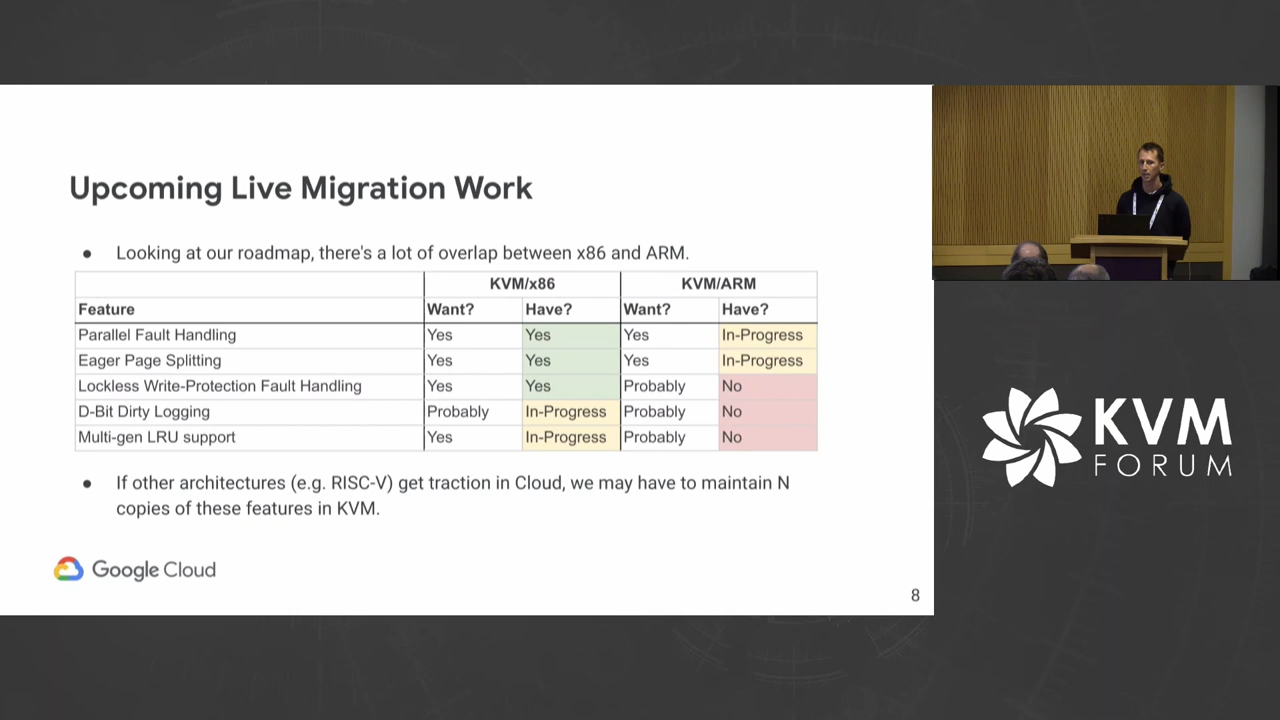 Upcoming Live Migration Work
● Looking at our roadmap, there's a lot of overlap between x86 and ARM.
KVM/x86 KVM/ARM
Feature Want? Have? Want? Have?
Parallel Fault Handling Yes Yes Yes In-Progress
Eager Page Splitting Yes Yes Yes In-Progress
Lockless Write-Protection Fault Handling Yes Yes Probably No
D-Bit Dirty Logging Probably In-Progress Probably No
Multi-gen LRU support Yes In-Progress Probably No
● If other architectures (e.g. RISC-V) get traction in Cloud, we may have to maintain N
copies of these features in KVM.
Google Cloud
8
KVM
FORUM